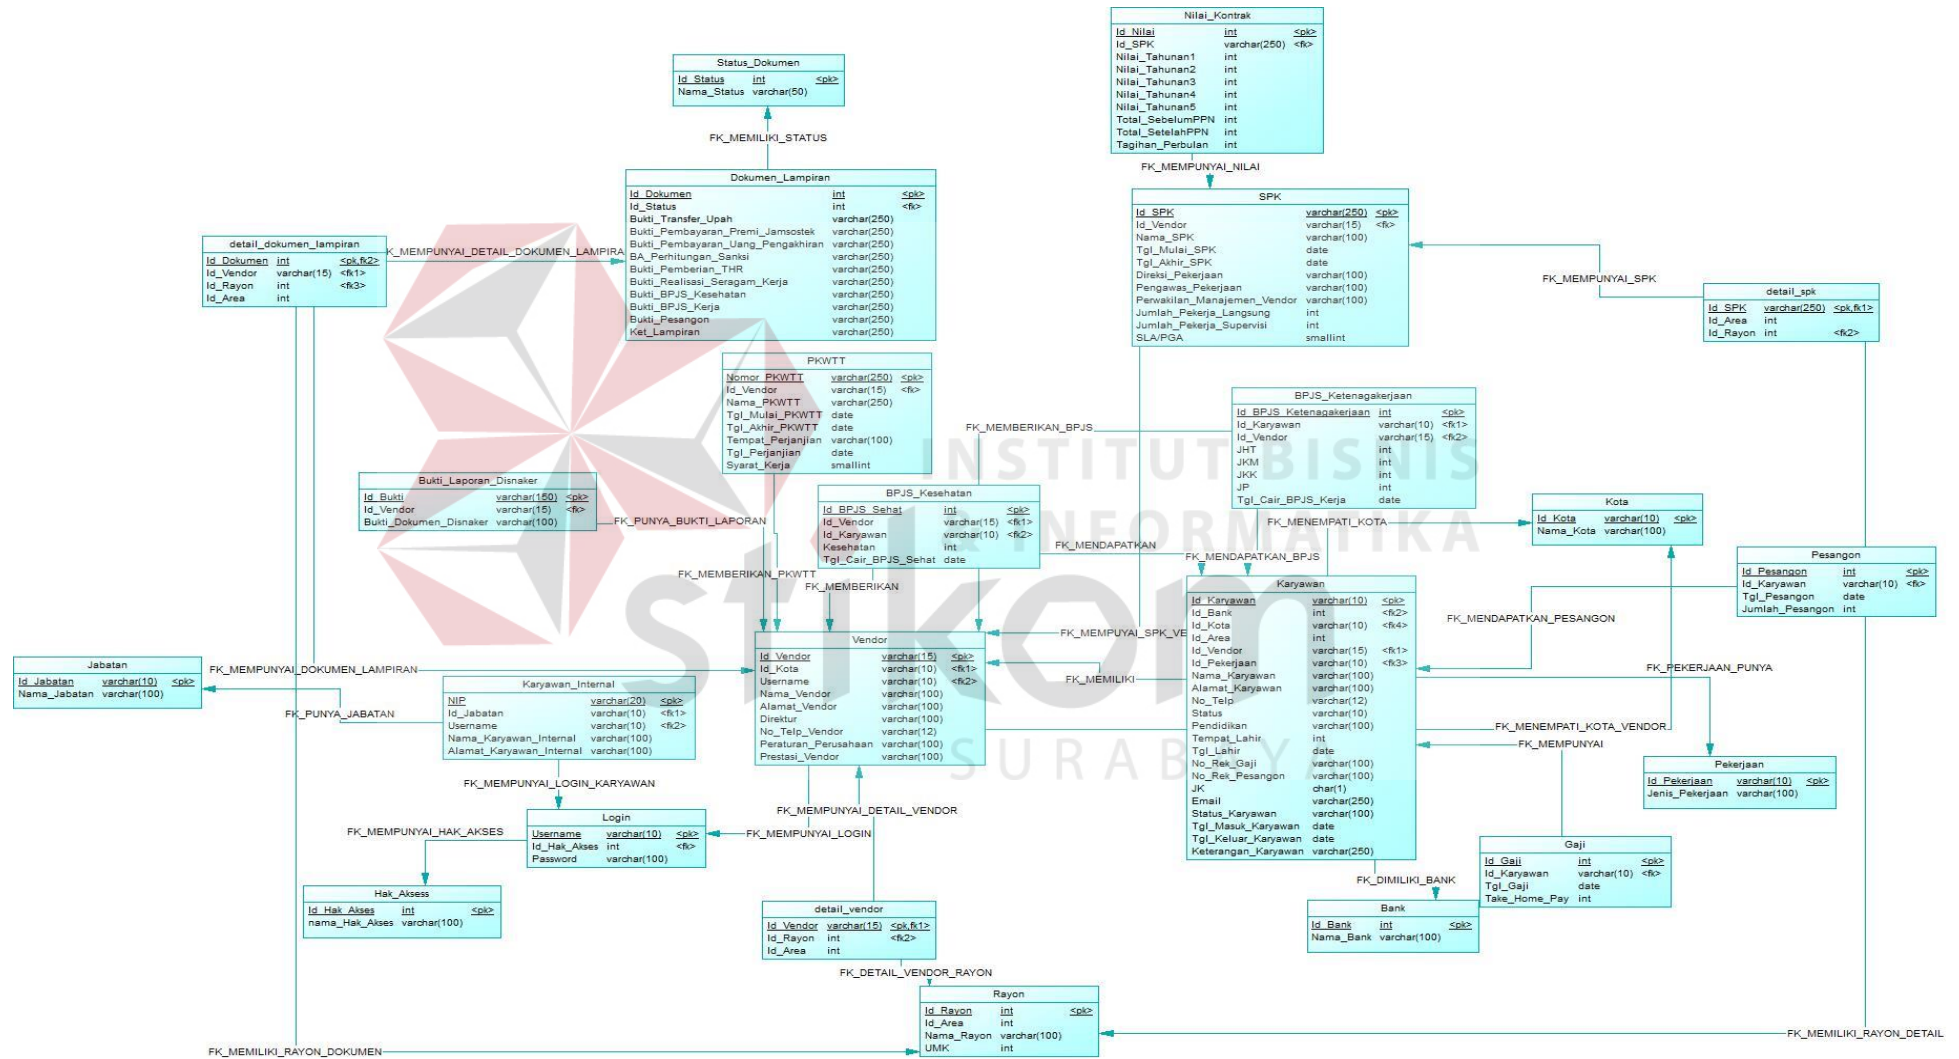 Nilai_Kontrak
Id_Nilai int <pk>
Id_SPK varchar(250) <fk>
Nilai_Tahunan1 int
Nilai_Tahunan2 int
Nilai_Tahunan3 int
Nilai_Tahunan4 int
Nilai_Tahunan5 int
Total_SebelumPPN int
Total_SetelahPPN int
Tagihan_Perbulan int
Status_Dokumen
Id_Status int <pk>
Nama_Status varchar(50)
FK_MEMILIKI_STATUS
FK_MEMPUNYAI_NILAI
Dokumen_Lampiran
Id_Dokumen int <pk>
Id_Status int <fk>
Bukti_Transfer_Upah varchar(250)
Bukti_Pembayaran_Premi_Jamsostek varchar(250)
Bukti_Pembayaran_Uang_Pengakhiran varchar(250)
BA_Perhitungan_Sanksi varchar(250)
Bukti_Pemberian_THR varchar(250)
Bukti_Realisasi_Seragam_Kerja varchar(250)
Bukti_BPJS_Kesehatan varchar(250)
Bukti_BPJS_Kerja varchar(250)
Bukti_Pesangon varchar(250)
Ket_Lampiran varchar(250)
SPK
Id_SPK varchar(250) <pk>
Id_Vendor varchar(15) <fk>
Nama_SPK varchar(100)
Tgl_Mulai_SPK date
Tgl_Akhir_SPK date
Direksi_Pekerjaan varchar(100)
Pengawas_Pekerjaan varchar(100)
Perwakilan_Manajemen_Vendor varchar(100)
Jumlah_Pekerja_Langsung int
Jumlah_Pekerja_Supervisi int
SLA/PGA smallint
detail_dokumen_lampiran
Id_Dokumen int <pk,fk2>
Id_Vendor varchar(15) <fk1>
Id_Rayon int <fk3>
Id_Area int
K_MEMPUNYAI_DETAIL_DOKUMEN_LAMPIRA
FK_MEMPUNYAI_SPK
detail_spk
Id_SPK varchar(250) <pk,fk1>
Id_Area int
Id_Rayon int <fk2>
PKWTT
Nomor_PKWTT varchar(250) <pk>
Id_Vendor varchar(15) <fk>
Nama_PKWTT varchar(250)
Tgl_Mulai_PKWTT date
Tgl_Akhir_PKWTT date
Tempat_Perjanjian varchar(100)
Tgl_Perjanjian date
Syarat_Kerja smallint
BPJS_Ketenagakerjaan
Id_BPJS_Ketenagakerjaan int <pk>
Id_Karyawan varchar(10) <fk1>
Id_Vendor varchar(15) <fk2>
JHT int
JKM int
JKK int
JP int
Tgl_Cair_BPJS_Kerja date
FK_MEMBERIKAN_BPJS
INSTITUT BISNIS
& INFORMATIKA
stikom
SURABAYA
Bukti_Laporan_Disnaker
Id_Bukti varchar(150) <pk>
Id_Vendor varchar(15) <fk>
Bukti_Dokumen_Disnaker varchar(100)
FK_PUNYA_BUKTI_LAPORAN
BPJS_Kesehatan
Id_BPJS_Sehat int <pk>
Id_Vendor varchar(15) <fk1>
Id_Karyawan varchar(10) <fk2>
Kesehatan int
Tgl_Cair_BPJS_Sehat date
FK_MENEMPATI_KOTA
Kota
Id_Kota varchar(10) <pk>
Nama_Kota varchar(100)
FK_MENDAPATKAN
FK_MENDAPATKAN_BPJS
FK_MEMBERIKAN_PKWTT
FK_MEMBERIKAN
Pesangon
Id_Pesangon int <pk>
Id_Karyawan varchar(10) <fk>
Tgl_Pesangon date
Jumlah_Pesangon int
FK_MENDAPATKAN_PESANGON
Karyawan
Id_Karyawan varchar(10) <pk>
Id_Bank int <fk2>
Id_Kota varchar(10) <fk4>
Id_Area int
Id_Vendor varchar(15) <fk1>
Id_Pekerjaan varchar(10) <fk3>
Nama_Karyawan varchar(100)
Alamat_Karyawan varchar(100)
No_Telp varchar(12)
Status varchar(10)
Pendidikan varchar(100)
Tempat_Lahir int
Tgl_Lahir date
No_Rek_Gaji varchar(100)
No_Rek_Pesangon varchar(100)
JK char(1)
Email varchar(250)
Status_Karyawan varchar(100)
Tgl_Masuk_Karyawan date
Tgl_Keluar_Karyawan date
Keterangan_Karyawan varchar(250)
Vendor
Id_Vendor varchar(15) <pk>
Id_Kota varchar(10) <fk1>
Username varchar(10) <fk2>
Nama_Vendor varchar(100)
Alamat_Vendor varchar(100)
Direktur varchar(100)
No_Telp_Vendor varchar(12)
Peraturan_Perusahaan varchar(100)
Prestasi_Vendor varchar(100)
FK_MEMPUYAI_SPK_VE
FK_MEMILIKI
FK_PEKERJAAN_PUNYA
Jabatan
Id_Jabatan varchar(10) <pk>
Nama_Jabatan varchar(100)
FK_MEMPUNYAI_DOKUMEN_LAMPIRAN
FK_PUNYA_JABATAN
Karyawan_Internal
NIP varchar(20) <pk>
Id_Jabatan varchar(10) <fk1>
Username varchar(10) <fk2>
Nama_Karyawan_Internal varchar(100)
Alamat_Karyawan_Internal varchar(100)
FK_MENEMPATI_KOTA_VENDOR
FK_MEMPUNYAI
Pekerjaan
Id_Pekerjaan varchar(10) <pk>
Jenis_Pekerjaan varchar(100)
FK_MEMPUNYAI_LOGIN_KARYAWAN
FK_MEMPUNYAI_DETAIL_VENDOR
Login
Username varchar(10) <pk>
Id_Hak_Akses int <fk>
Password varchar(100)
FK_MEMPUNYAI_HAK_AKSES
FK_MEMPUNYAI_LOGIN
Gaji
Id_Gaji int <pk>
Id_Karyawan varchar(10) <fk>
Tgl_Gaji date
Take_Home_Pay int
FK_DIMILIKI_BANK
Hak_Aksess
Id_Hak_Akses int <pk>
nama_Hak_Akses varchar(100)
detail_vendor
Id_Vendor varchar(15) <pk,fk1>
Id_Rayon int <fk2>
Id_Area int
Bank
Id_Bank int <pk>
Nama_Bank varchar(100)
FK_DETAIL_VENDOR_RAYON
Rayon
Id_Rayon int <pk>
Id_Area int
Nama_Rayon varchar(100)
UMK int
FK_MEMILIKI_RAYON_DETAIL
FK_MEMILIKI_RAYON_DOKUMEN